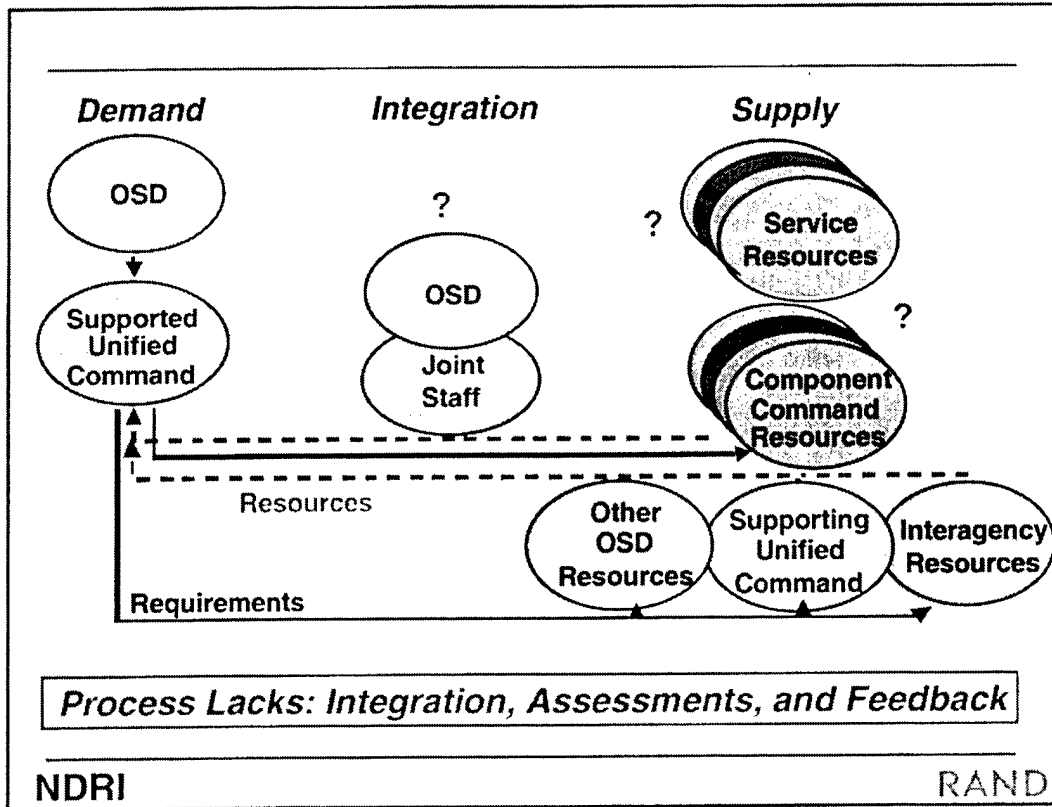 Demand
Integration
Supply
OSD
?
?
Service
Resources
Supported
Unified
Command
OSD
Joint
Staff
?
Component
Command
Resources
Resources
Other
OSD
Resources
Supporting
Unified
Command
Interagency
Resources
Requirements
Process Lacks: Integration, Assessments, and Feedback
NDRI
RAND